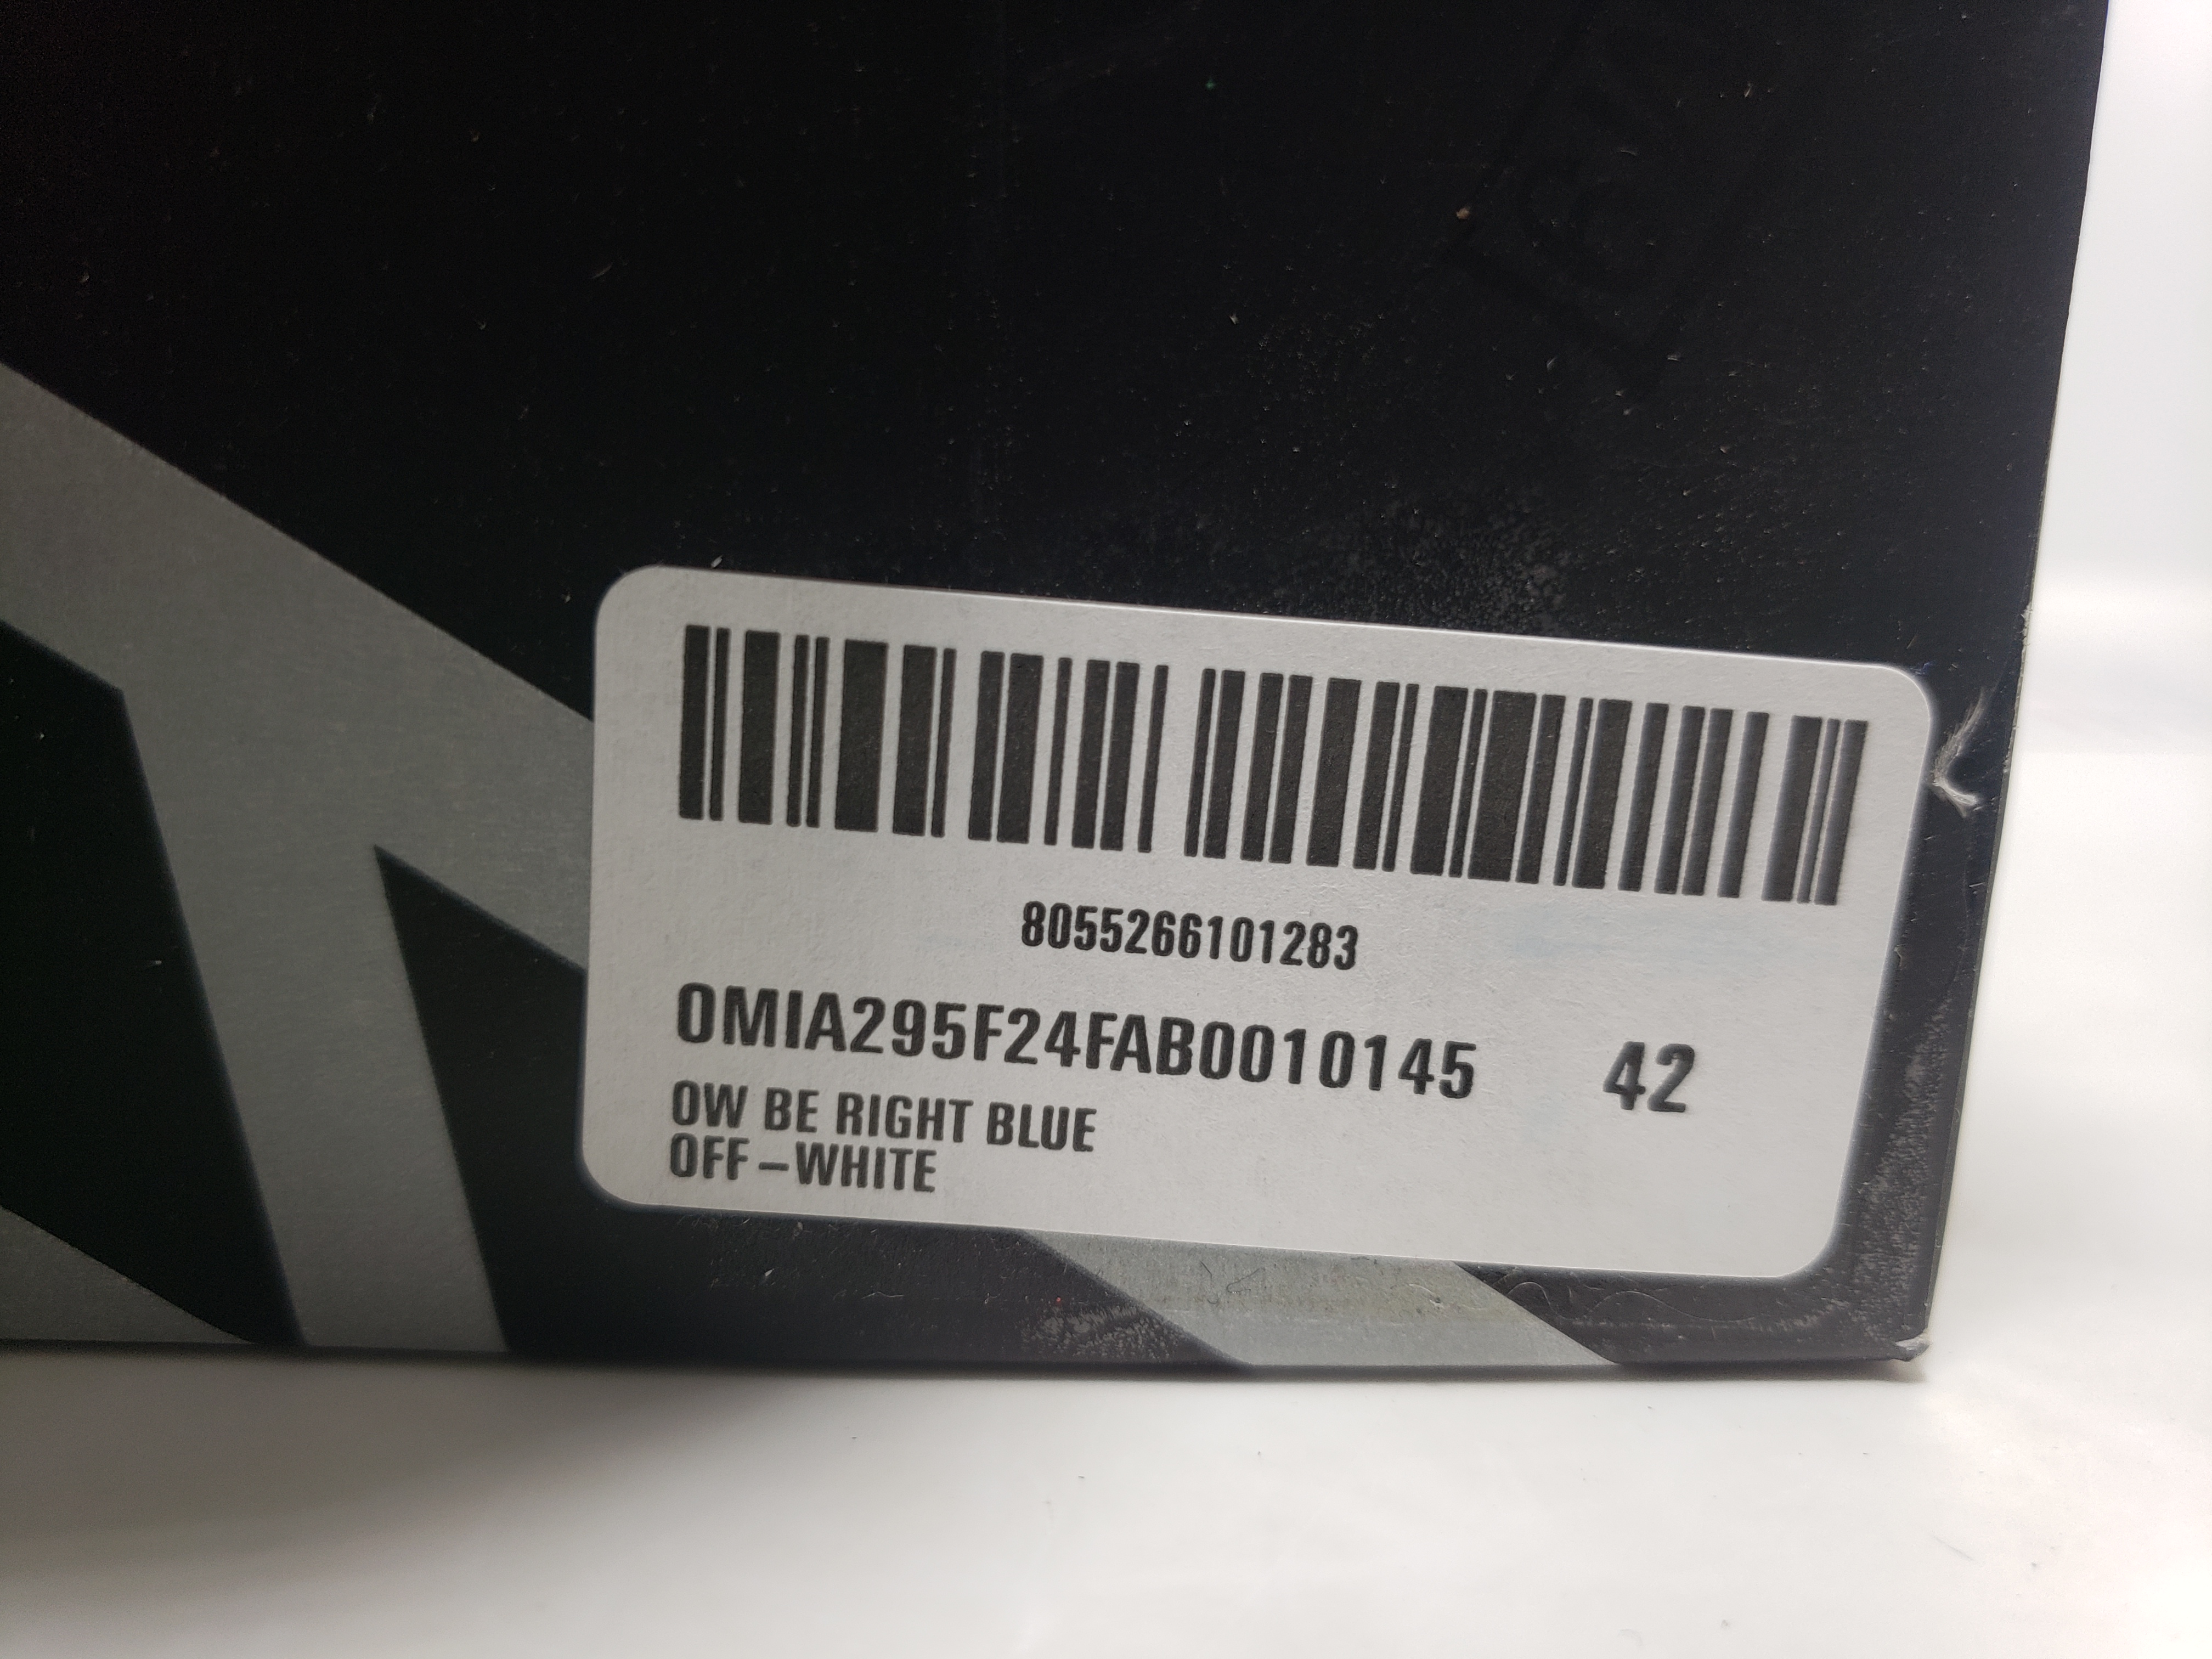 8055266101283
OMIA295F24FAB0010145 42
OW BE RIGHT BLUE
OFF-WHITE